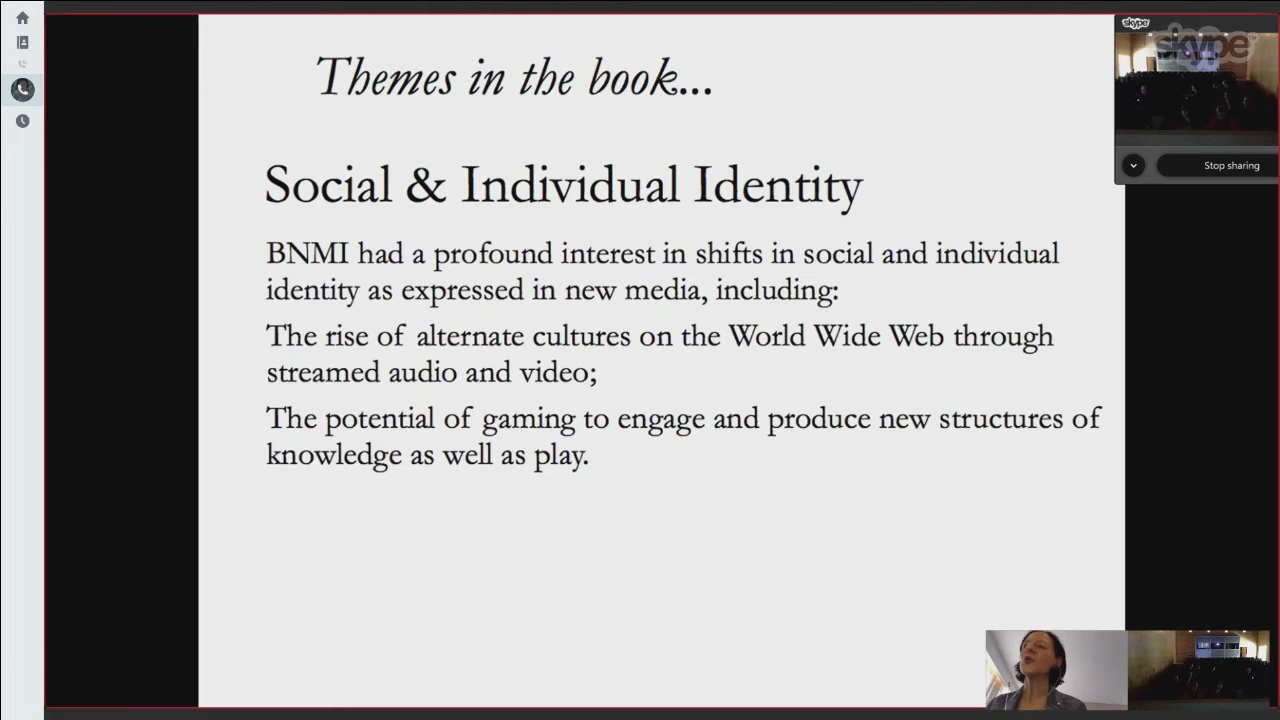 Themes in the book...
skype
skype™
Stop sharing
Social & Individual Identity
BNMI had a profound interest in shifts in social and individual
identity as expressed in new media, including:
The rise of alternate cultures on the World Wide Web through
streamed audio and video;
The potential of gaming to engage and produce new structures of
knowledge as well as play.